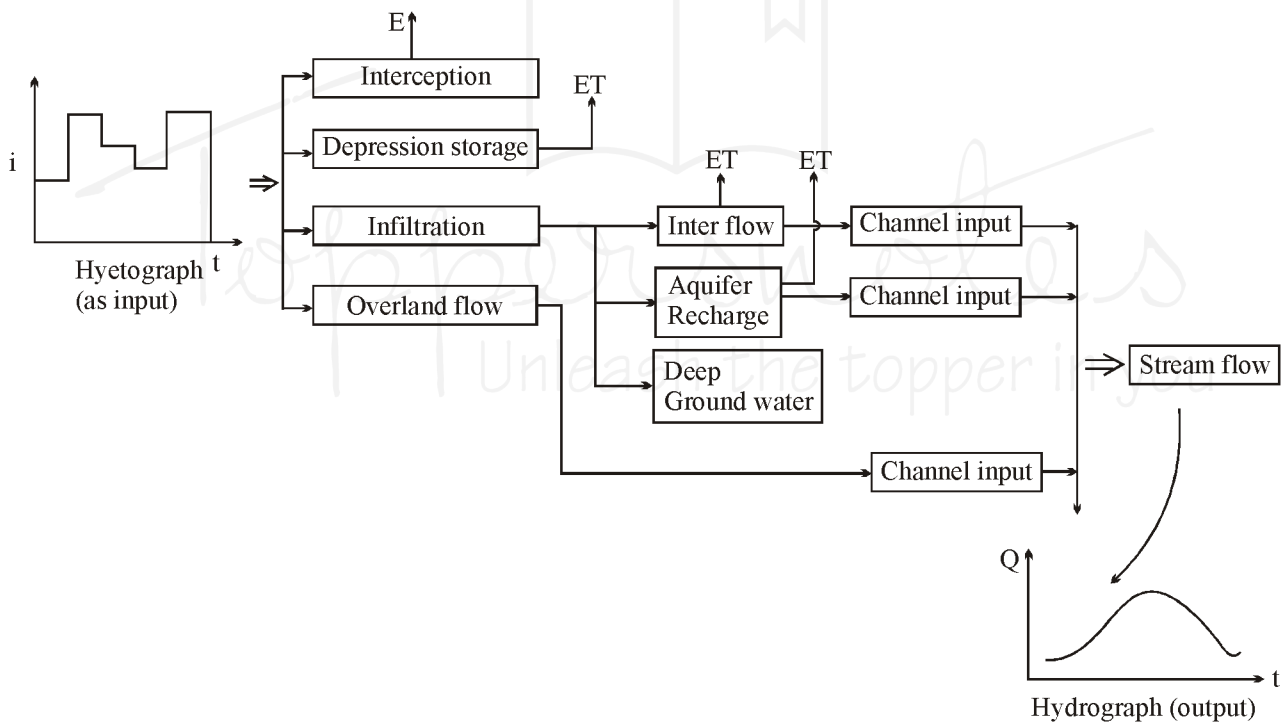 E
Interception
ET
Depression storage
i
ET
ET
Infiltration
Inter flow
Channel input
t
Hyetograph
(as input)
Overland flow
Aquifer
Recharge
Channel input
Toppersnotes
Unleash the topper in you
Deep
Ground water
Stream flow
Channel input
Q
t
Hydrograph (output)